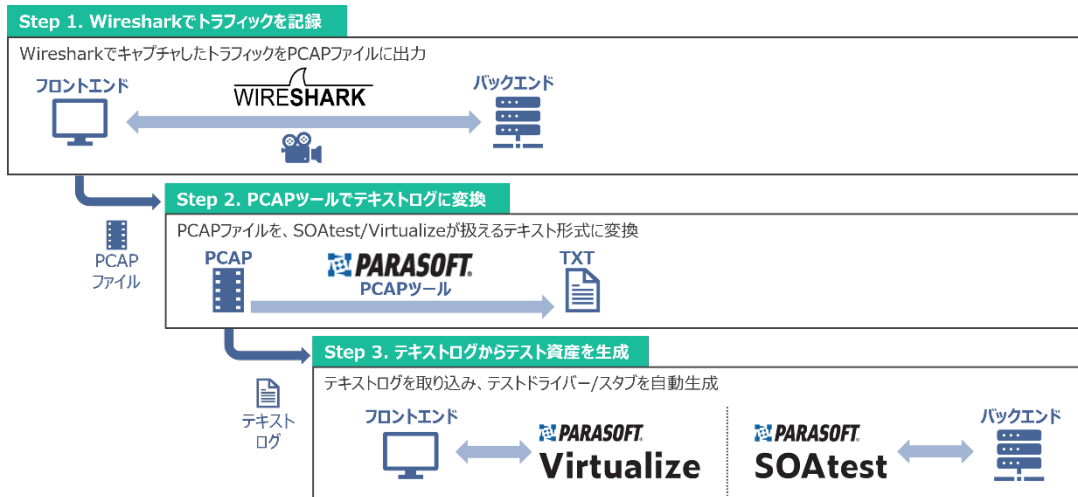 Step 1. Wiresharkでトラフィックを記録
WiresharkでキャプチャしたトラフィックをPCAPファイルに出力
フロントエンド
WIRESHARK
バックエンド
Step 2. PCAPツールでテキストログに変換
PCAPファイルを、SOAtest/Virtualizeが扱えるテキスト形式に変換
PCAP
ファイル
PCAP
PARASOFT.
PCAPツール
TXT
Step 3. テキストログからテスト資産を生成
テキストログを取り込み、テストドライバー/スタブを自動生成
テキスト
ログ
フロントエンド
PARASOFT.
Virtualize
PARASOFT.
SOAtest
バックエンド